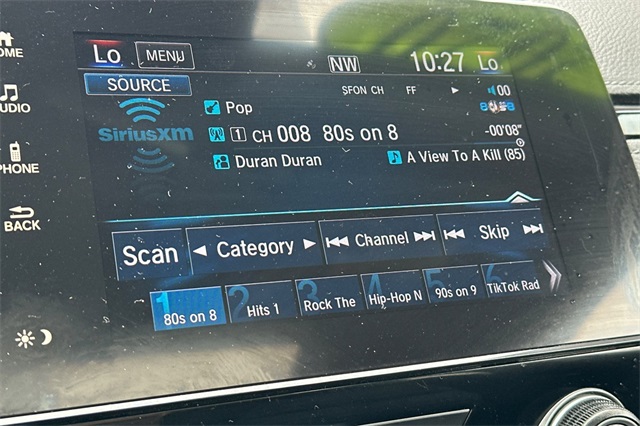 HOME
Lo MENU NW 10:27 Lo
SOURCE
SFON CH FF 00
AUDIO
Pop
SiriusXm 1 CH 008 80s on 8 -00'08"
Duran Duran A View To A Kill (85)
PHONE
BACK
Scan Category Channel Skip
1 80s on 8 2 Hits 1 3 Rock The 4 Hip-Hop N 5 90s on 9 6 TikTok Rad